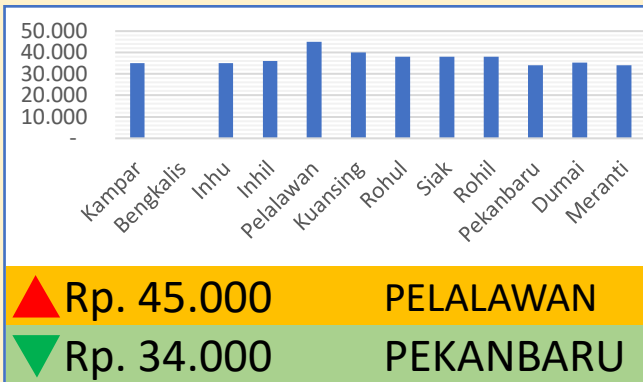 50.000
40.000
30.000
20.000
10.000
-
Kampar
Bengkalis
Inhu
Inhil
Pelalawan
Kuansing
Rohul
Siak
Rohil
Pekanbaru
Dumai
Meranti
Rp. 45.000 PELALAWAN
Rp. 34.000 PEKANBARU